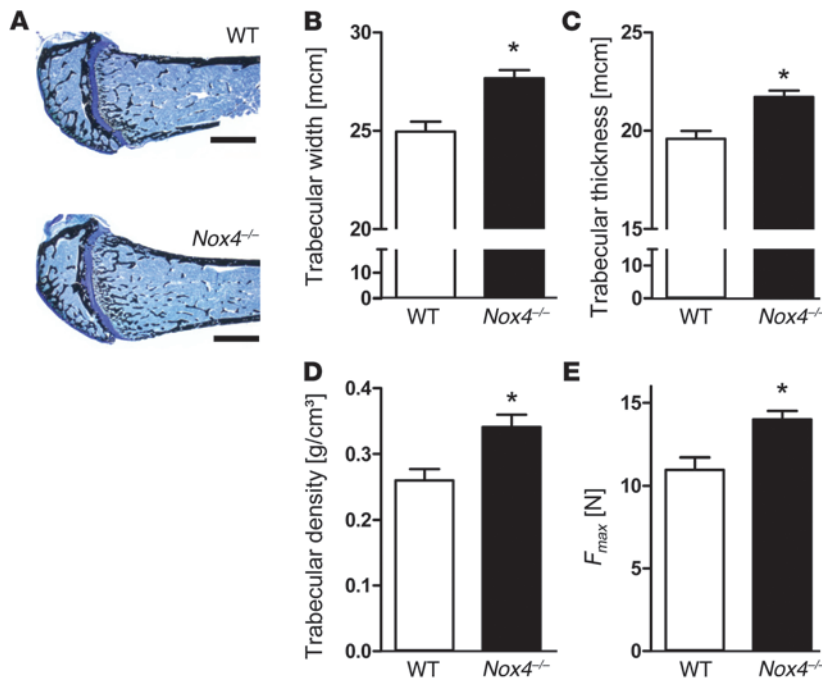 A
WT
Nox4⁻/⁻
B
*
Trabecular width [mcm]
30
25
20
10
0
WT
Nox4⁻/⁻
C
*
Trabecular thickness [mcm]
25
20
15
10
0
WT
Nox4⁻/⁻
D
*
Trabecular density [g/cm³]
0.4
0.3
0.2
0.1
0.0
WT
Nox4⁻/⁻
E
*
Fmax [N]
15
10
5
0
WT
Nox4⁻/⁻